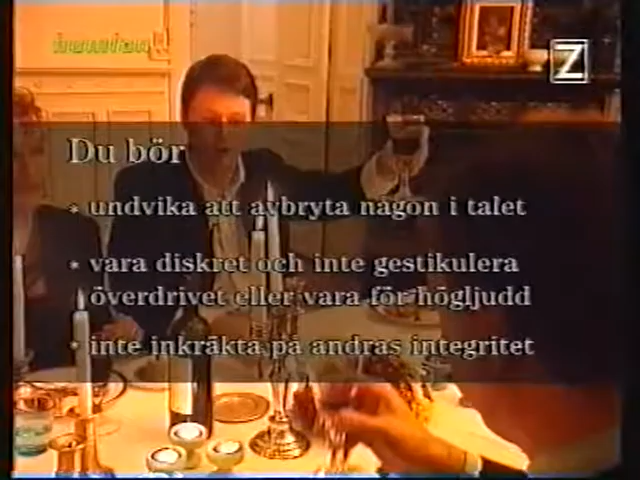 Z
Du bör
* undvika att avbryta någon i talet
* vara diskret och inte gestikulera
överdrivet eller vara för högljudd
* inte inkräkta på andras integritet